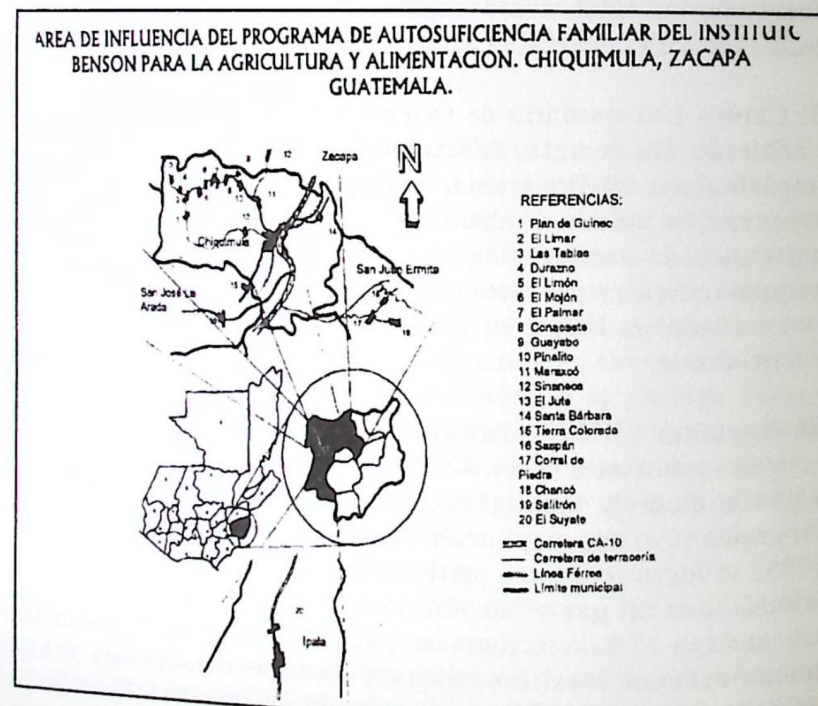 AREA DE INFLUENCIA DEL PROGRAMA DE AUTOSUFICIENCIA FAMILIAR DEL INSTITUTO
BENSON PARA LA AGRICULTURA Y ALIMENTACION. CHIQUIMULA, ZACAPA
GUATEMALA.
Zacapa
N
Chiquimula
San Juan Ermita
San José La
Arada
Ipala
REFERENCIAS:
1 Plan de Guineo
2 El Limar
3 Las Tablas
4 Durazno
5 El Limón
6 El Mojón
7 El Palmar
8 Conacaste
9 Guayabo
10 Pinalito
11 Maraxcó
12 Sinaneca
13 El Jute
14 Santa Bárbara
15 Tierra Colorada
16 Saspán
17 Corral de
Piedra
18 Chancó
19 Salitrón
20 El Suyate
Carretera CA-10
Carretera de terracería
Línea Férrea
Límite municipal